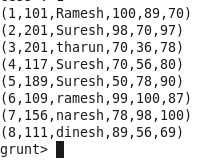 (1,101,Ramesh,100,89,70)
(2,201,Suresh,98,70,97)
(3,201,tharun,70,36,78)
(4,117,Suresh,70,56,80)
(5,189,Suresh,50,78,90)
(6,109,ramesh,99,100,87)
(7,156,naresh,78,98,100)
(8,111,dinesh,89,56,69)
grunt>